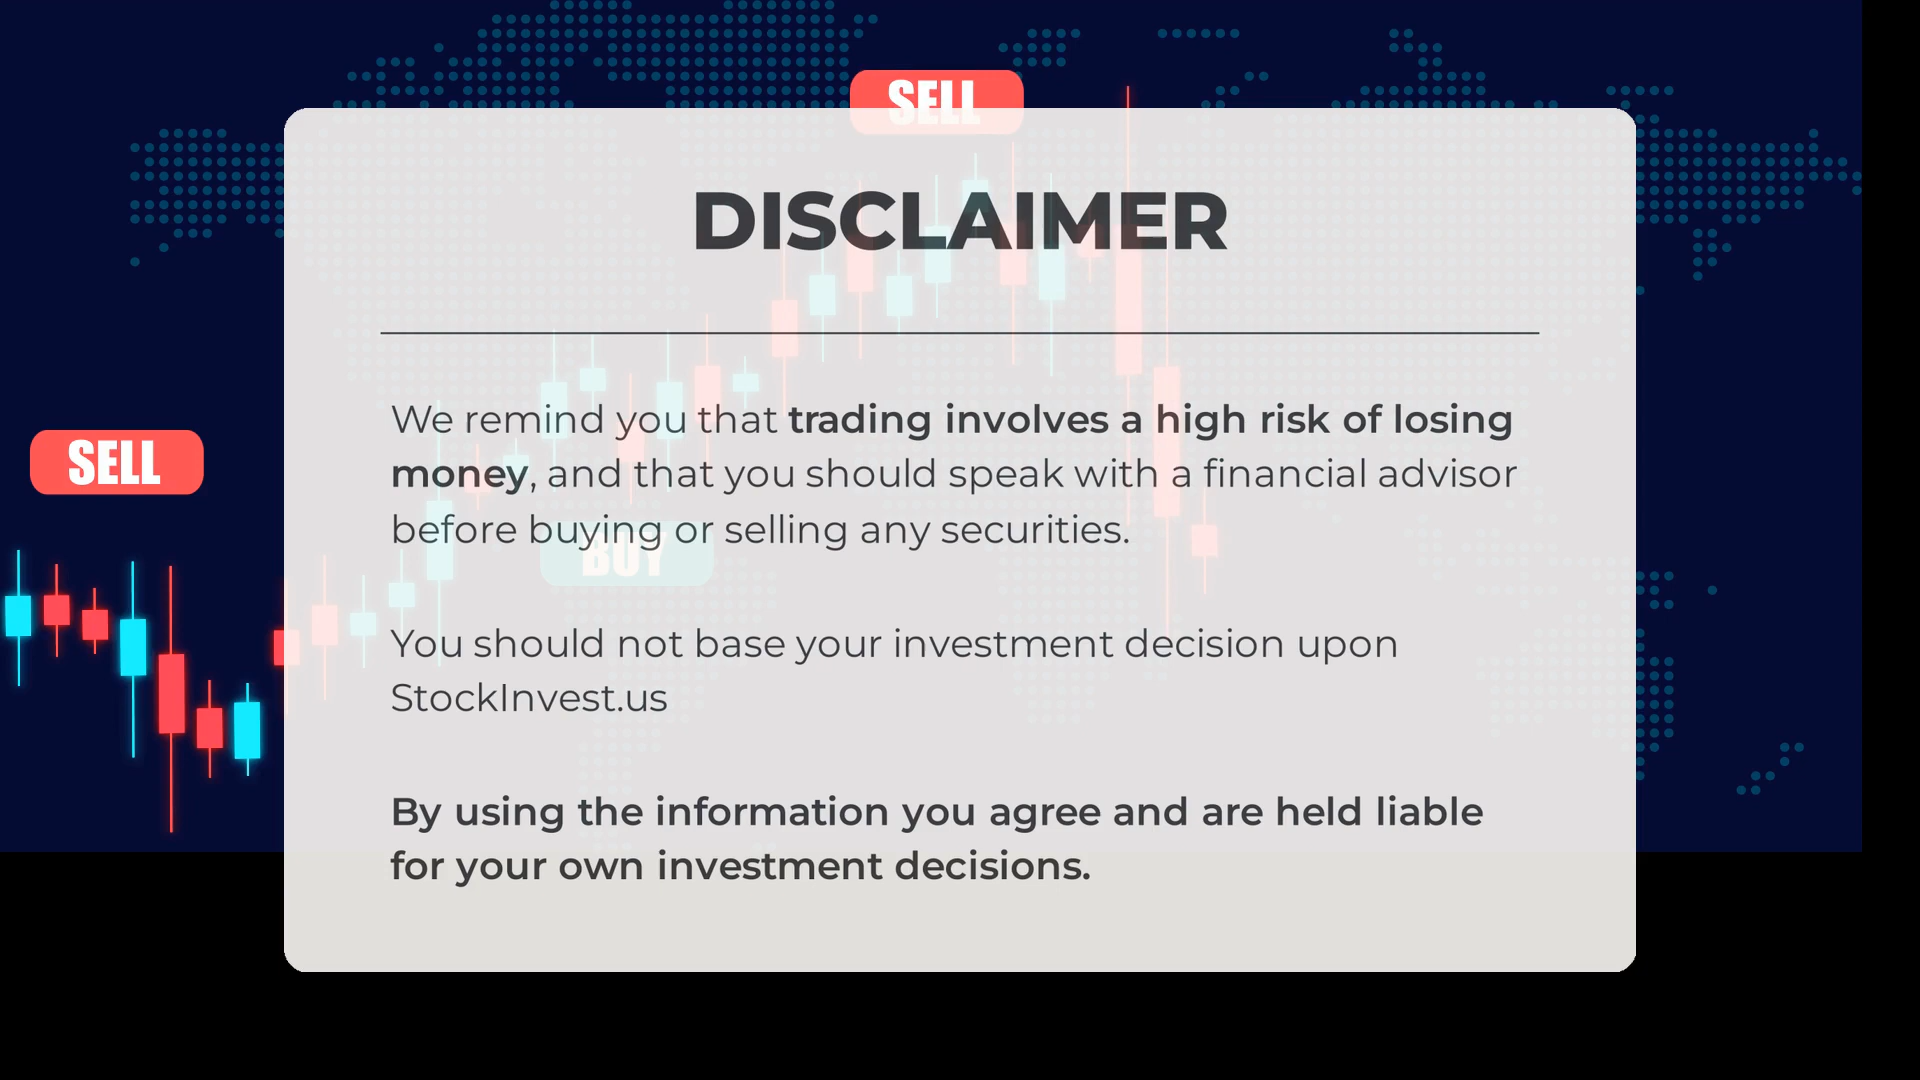 SELL
DISCLAIMER
We remind you that trading involves a high risk of losing
money, and that you should speak with a financial advisor
before buying or selling any securities.
SELL
BUY
You should not base your investment decision upon
StockInvest.us
By using the information you agree and are held liable
for your own investment decisions.